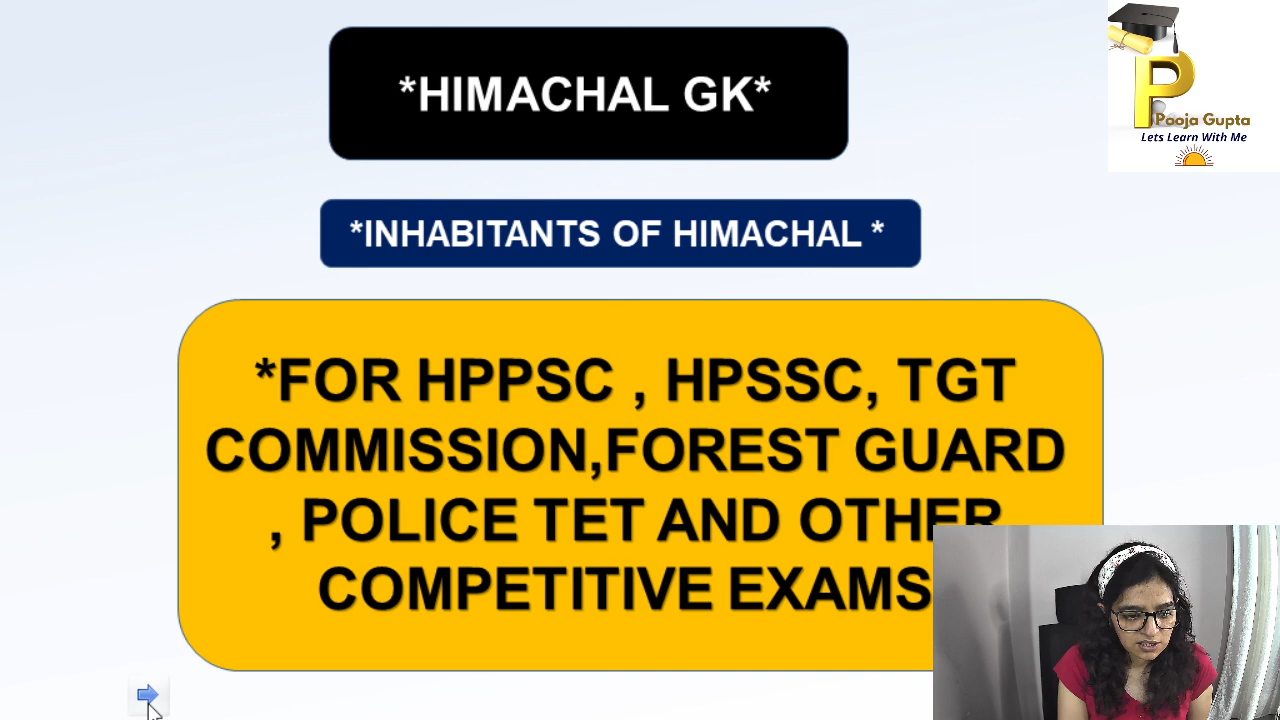 *HIMACHAL GK*
Pooja Gupta
Lets Learn With Me
*INHABITANTS OF HIMACHAL *
*FOR HPPSC , HPSSC, TGT
COMMISSION,FOREST GUARD
, POLICE TET AND OTHER
COMPETITIVE EXAMS